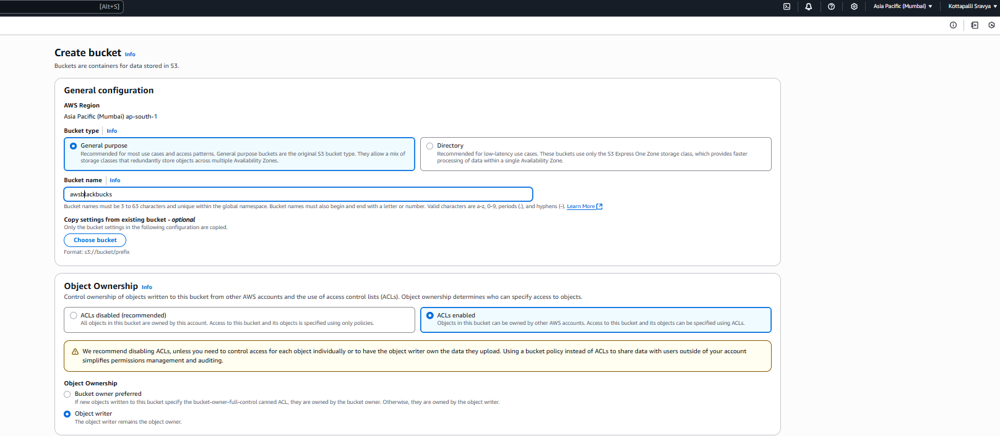 [Alt+S]
Asia Pacific (Mumbai) ▼
Kottapalli Sravya ▼
Create bucket Info
Buckets are containers for data stored in S3.
General configuration
AWS Region
Asia Pacific (Mumbai) ap-south-1
Bucket type Info
General purpose
Recommended for most use cases and access patterns. General purpose buckets are the original S3 bucket type. They allow a mix of
storage classes that redundantly store objects across multiple Availability Zones.
Directory
Recommended for low-latency use cases. These buckets use only the S3 Express One Zone storage class, which provides faster
processing of data within a single Availability Zone.
Bucket name Info
awsblackbucks
Bucket names must be 3 to 63 characters and unique within the global namespace. Bucket names must also begin and end with a letter or number. Valid characters are a-z, 0-9, periods (.), and hyphens (-). Learn More
Copy settings from existing bucket - optional
Only the bucket settings in the following configuration are copied.
Choose bucket
Format: s3://bucket/prefix
Object Ownership Info
Control ownership of objects written to this bucket from other AWS accounts and the use of access control lists (ACLs). Object ownership determines who can specify access to objects.
ACLs disabled (recommended)
All objects in this bucket are owned by this account. Access to this bucket and its objects is specified using only policies.
ACLs enabled
Objects in this bucket can be owned by other AWS accounts. Access to this bucket and its objects can be specified using ACLs.
We recommend disabling ACLs, unless you need to control access for each object individually or to have the object writer own the data they upload. Using a bucket policy instead of ACLs to share data with users outside of your account
simplifies permissions management and auditing.
Object Ownership
Bucket owner preferred
If new objects written to this bucket specify the bucket-owner-full-control canned ACL, they are owned by the bucket owner. Otherwise, they are owned by the object writer.
Object writer
The object writer remains the object owner.